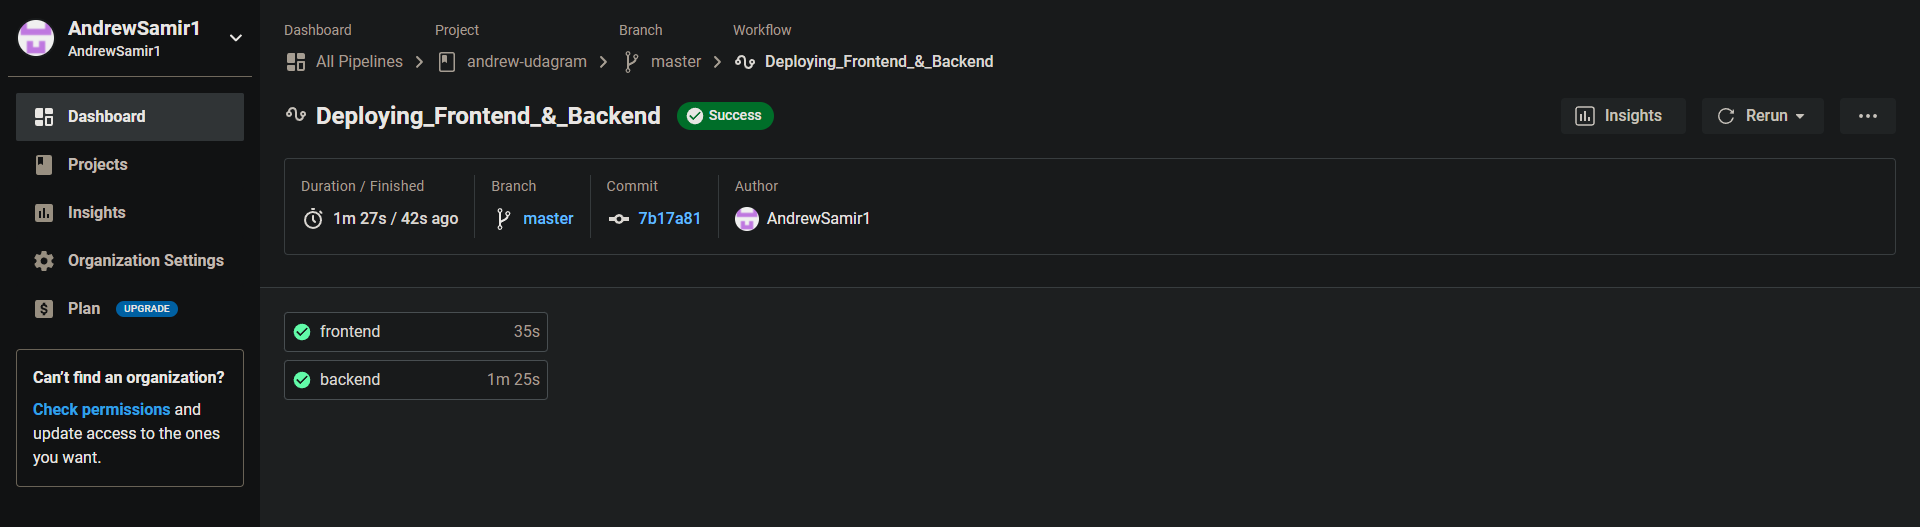 AndrewSamir1
AndrewSamir1
Dashboard
Projects
Insights
Organization Settings
Plan UPGRADE
Can't find an organization?
Check permissions and
update access to the ones
you want.
Dashboard Project Branch Workflow
All Pipelines andrew-udagram master Deploying_Frontend_&_Backend
Deploying_Frontend_&_Backend Success Insights Rerun
Duration / Finished Branch Commit Author
1m 27s / 42s ago master 7b17a81 AndrewSamir1
frontend 35s
backend 1m 25s